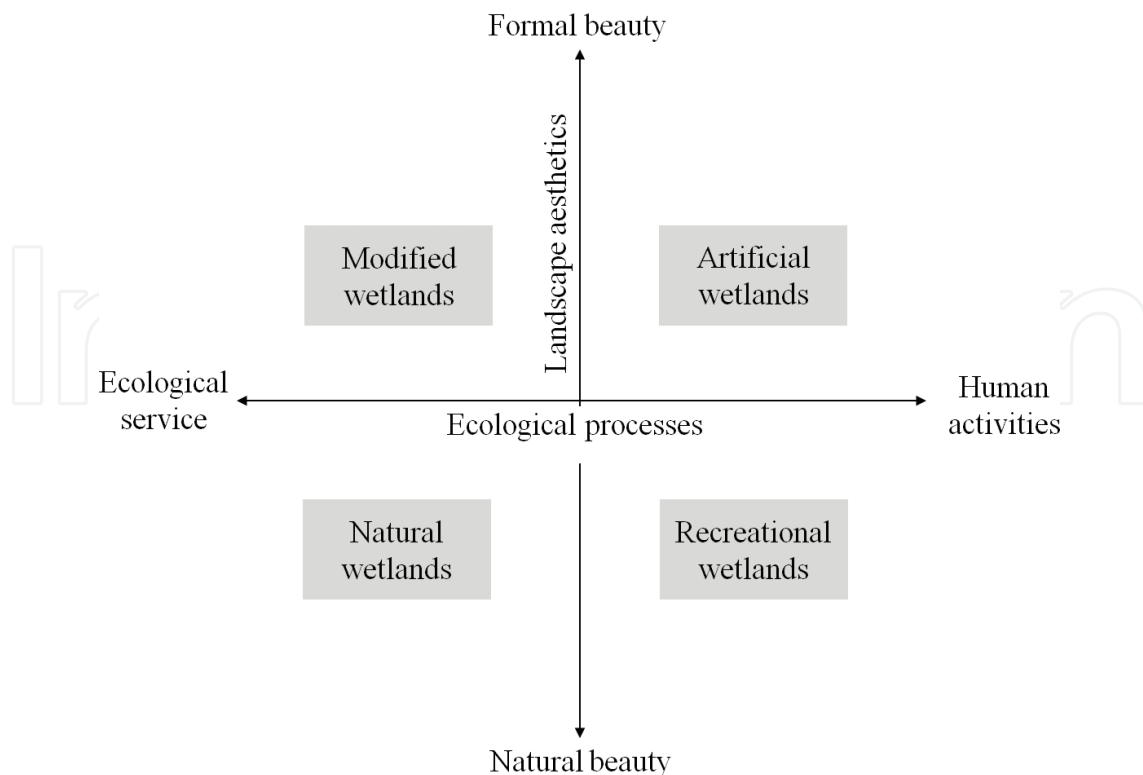 Formal beauty
Landscape aesthetics
Modified
wetlands
Artificial
wetlands
Ecological
service
Human
activities
Ecological processes
Natural
wetlands
Recreational
wetlands
Natural beauty